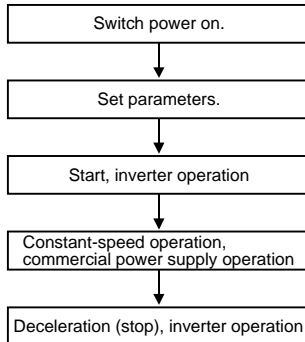 Switch power on.
Set parameters.
Start, inverter operation
Constant-speed operation,
commercial power supply operation
Deceleration (stop), inverter operation